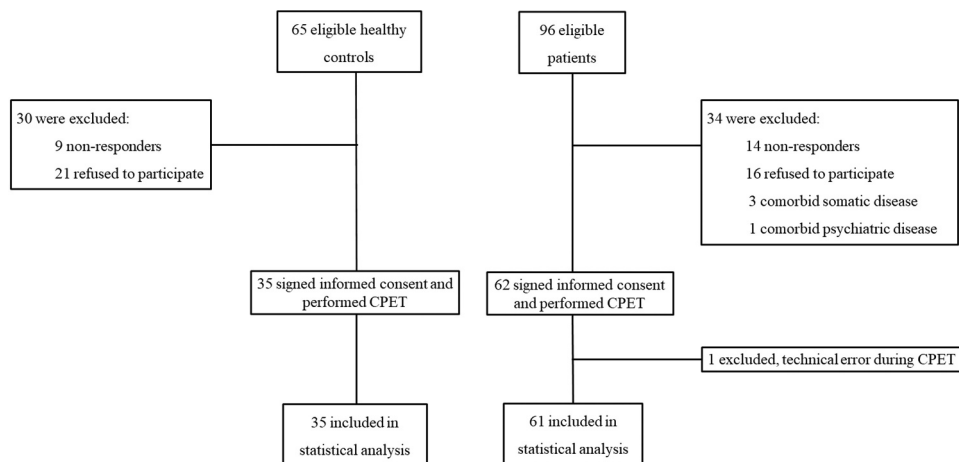 65 eligible healthy
controls
96 eligible
patients
30 were excluded:
9 non-responders
21 refused to participate
34 were excluded:
14 non-responders
16 refused to participate
3 comorbid somatic disease
1 comorbid psychiatric disease
35 signed informed consent and
performed CPET
62 signed informed consent
and performed CPET
1 excluded, technical error during CPET
35 included in
statistical analysis
61 included in
statistical analysis